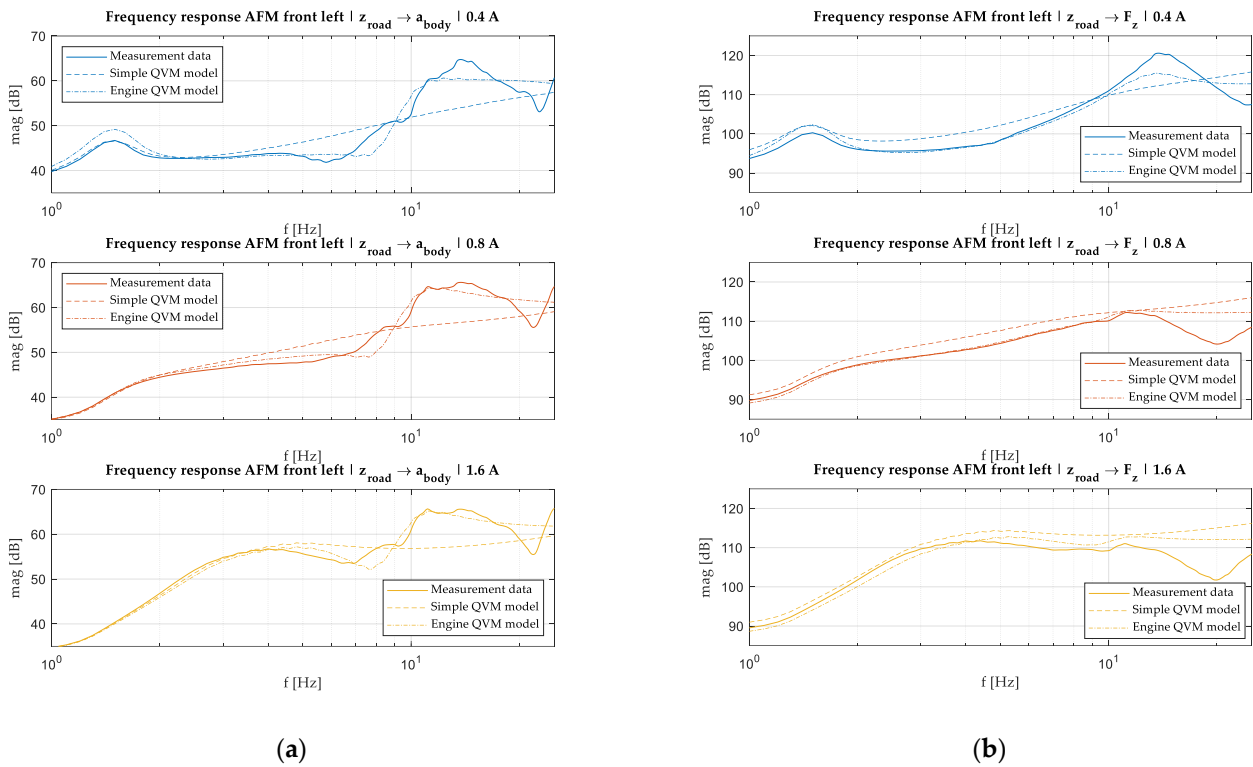 Frequency response AFM front left | z_road → a_body | 0.4 A
mag [dB]
70
60
50
40
Measurement data
Simple QVM model
Engine QVM model
10^0
10^1
f [Hz]
Frequency response AFM front left | z_road → a_body | 0.8 A
mag [dB]
70
60
50
40
Measurement data
Simple QVM model
Engine QVM model
10^0
10^1
f [Hz]
Frequency response AFM front left | z_road → a_body | 1.6 A
mag [dB]
70
60
50
40
Measurement data
Simple QVM model
Engine QVM model
10^0
10^1
f [Hz]
(a)
Frequency response AFM front left | z_road → F_z | 0.4 A
mag [dB]
120
110
100
90
Measurement data
Simple QVM model
Engine QVM model
10^0
10^1
f [Hz]
Frequency response AFM front left | z_road → F_z | 0.8 A
mag [dB]
120
110
100
90
Measurement data
Simple QVM model
Engine QVM model
10^0
10^1
f [Hz]
Frequency response AFM front left | z_road → F_z | 1.6 A
mag [dB]
120
110
100
90
Measurement data
Simple QVM model
Engine QVM model
10^0
10^1
f [Hz]
(b)